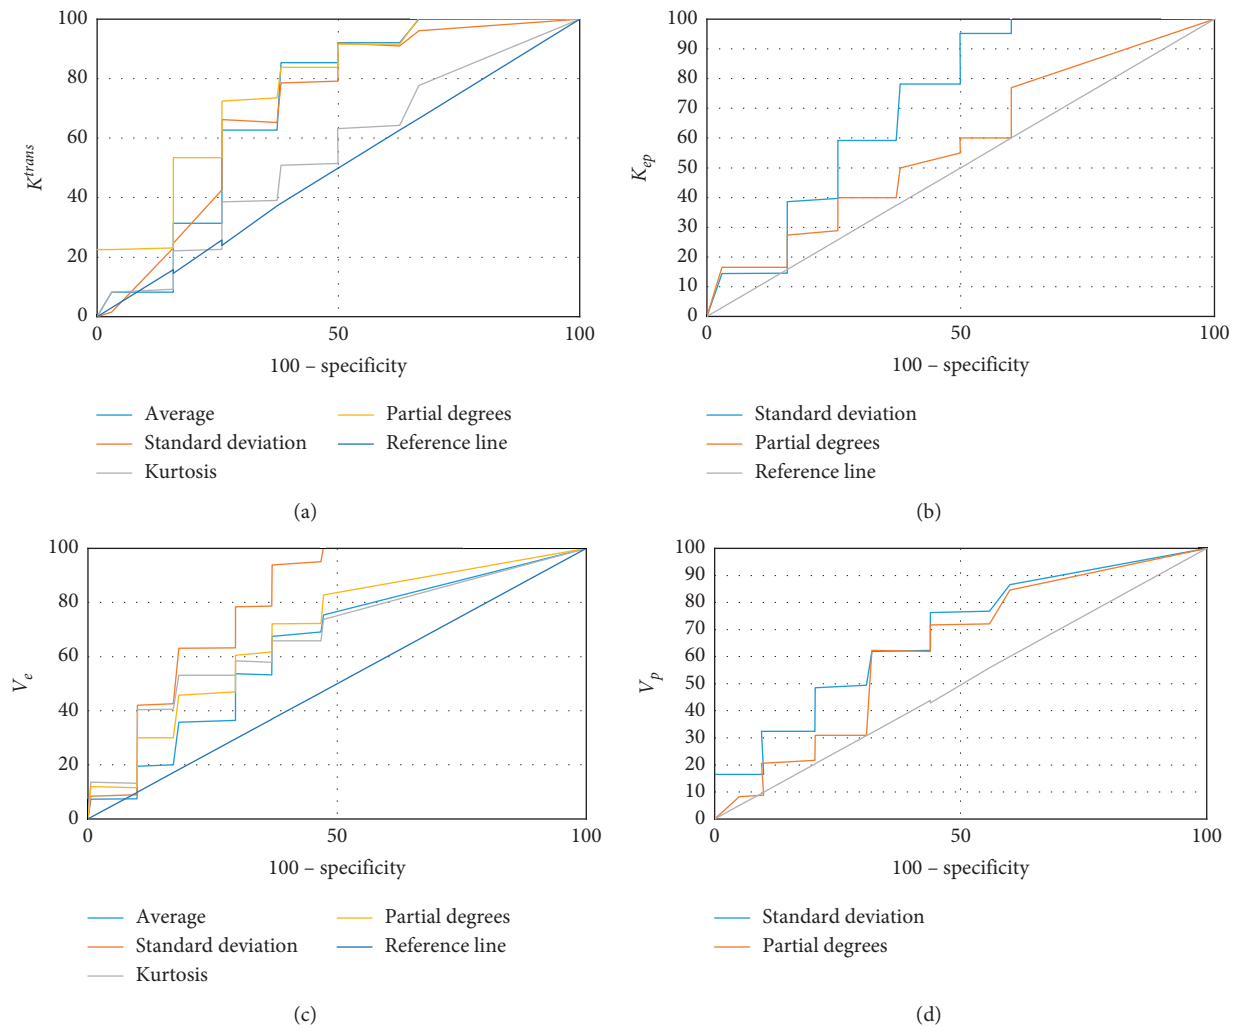 100
80
60
40
20
0
K^trans
0
50
100
100 – specificity
Average
Standard deviation
Kurtosis
Partial degrees
Reference line
(a)
100
90
80
70
60
50
40
30
20
10
0
K_ep
0
50
100
100 – specificity
Standard deviation
Partial degrees
Reference line
(b)
100
80
60
40
20
0
V_e
0
50
100
100 – specificity
Average
Standard deviation
Kurtosis
Partial degrees
Reference line
(c)
100
90
80
70
60
50
40
30
20
10
0
V_p
0
50
100
100 – specificity
Standard deviation
Partial degrees
(d)